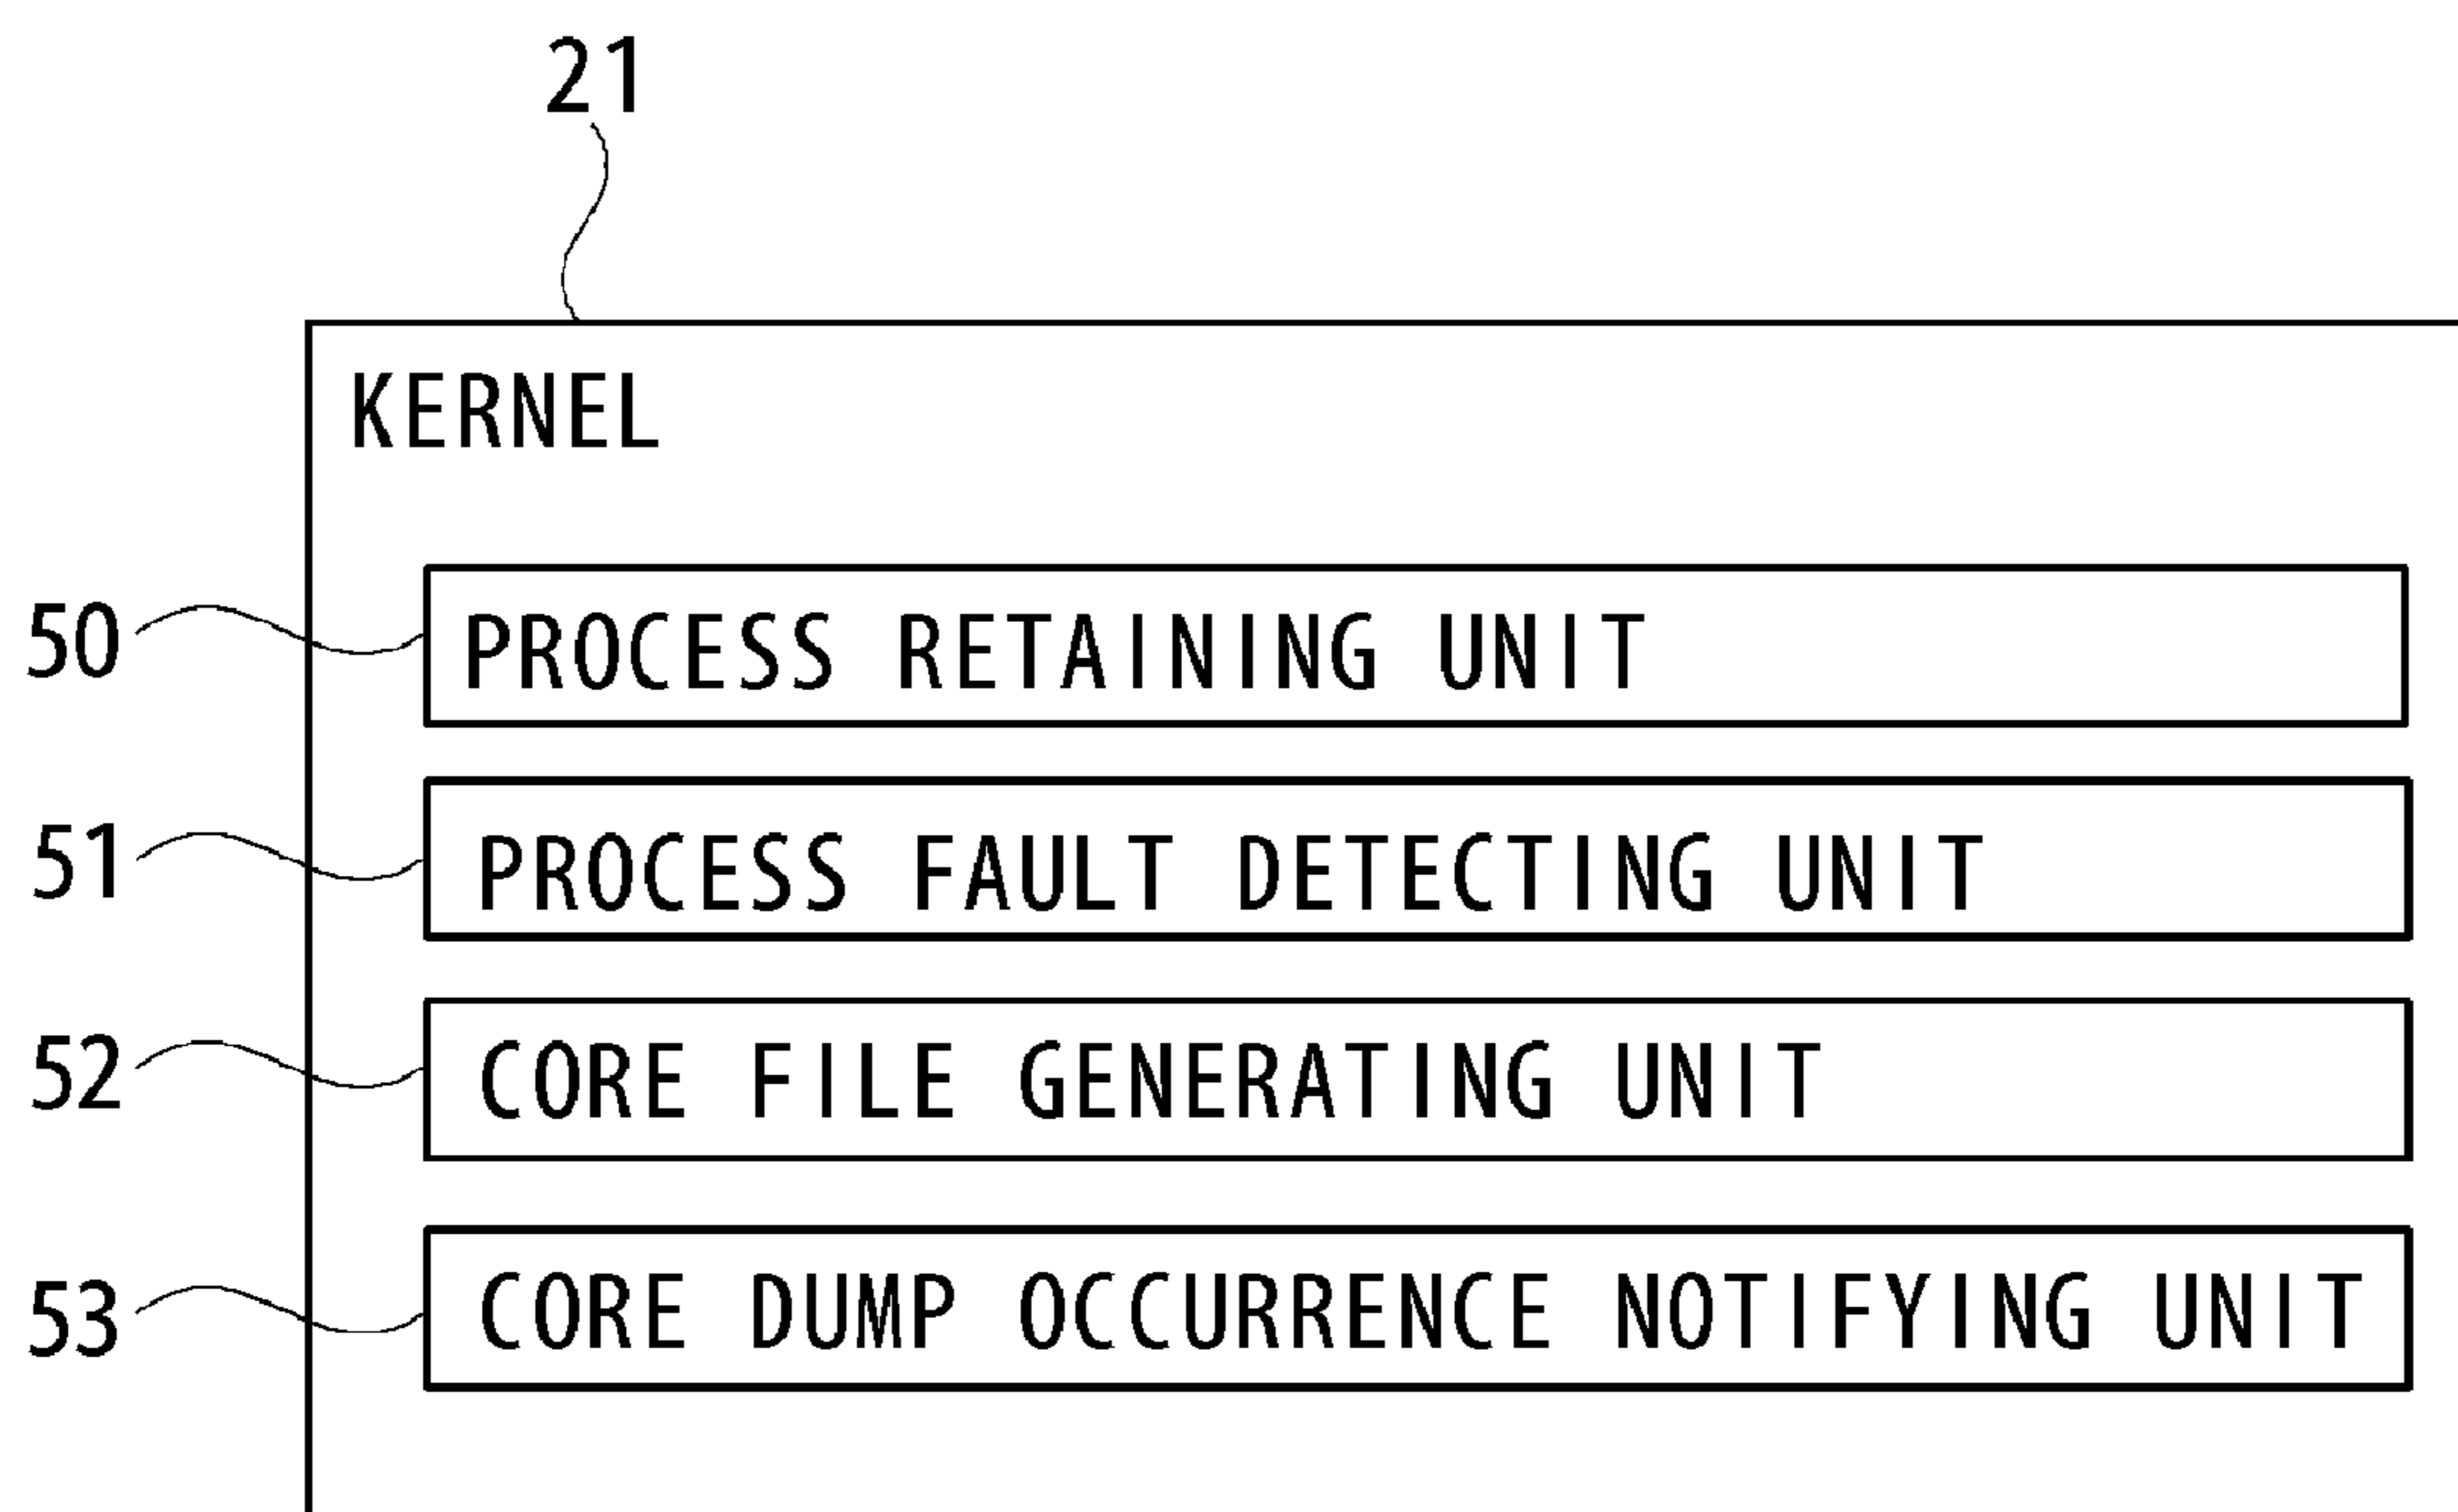 21
KERNEL
50 PROCESS RETAINING UNIT
51 PROCESS FAULT DETECTING UNIT
52 CORE FILE GENERATING UNIT
53 CORE DUMP OCCURRENCE NOTIFYING UNIT